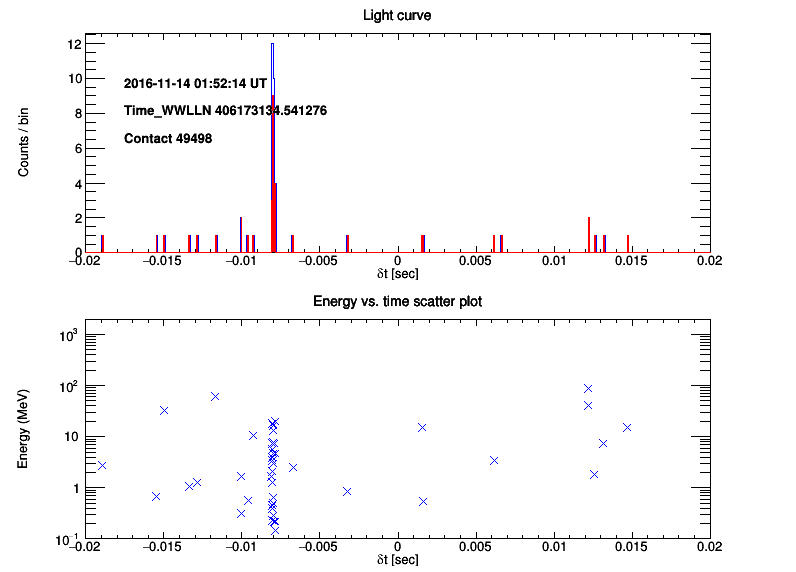 Light curve
Counts / bin
12
10
8
6
4
2
0
2016-11-14 01:52:14 UT
Time_WWLLN 406173134.541276
Contact 49498
−0.02 −0.015 −0.01 −0.005 0 0.005 0.01 0.015 0.02
δt [sec]
Energy vs. time scatter plot
Energy (MeV)
10³
10²
10
1
10⁻¹
−0.02 −0.015 −0.01 −0.005 0 0.005 0.01 0.015 0.02
δt [sec]